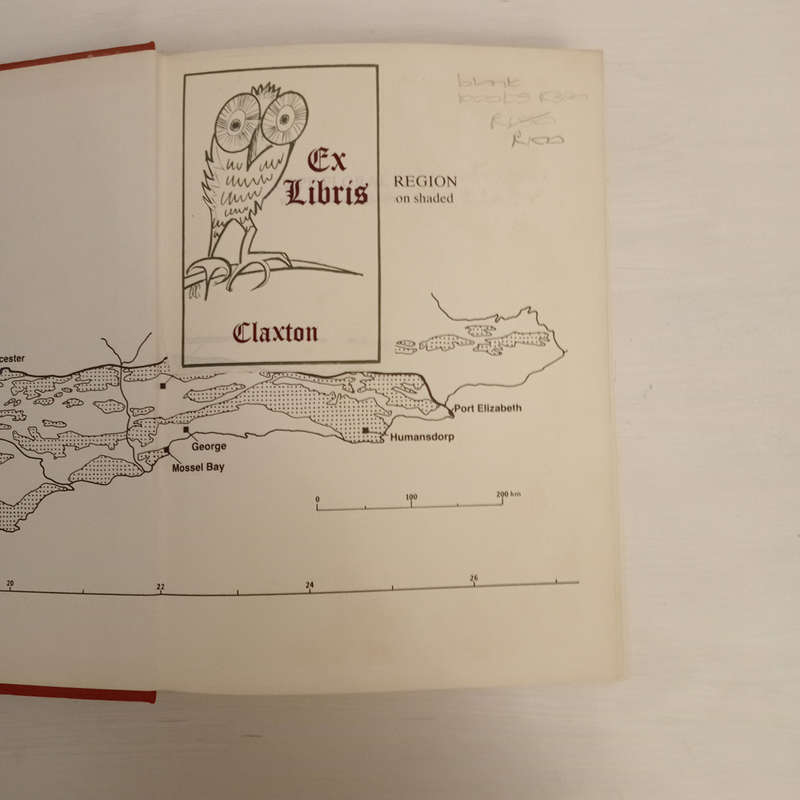 Ex
Libris
Claxton
REGION
on shaded
cester
Port Elizabeth
Humansdorp
George
Mossel Bay
0 100 200 km
20 22 24 26